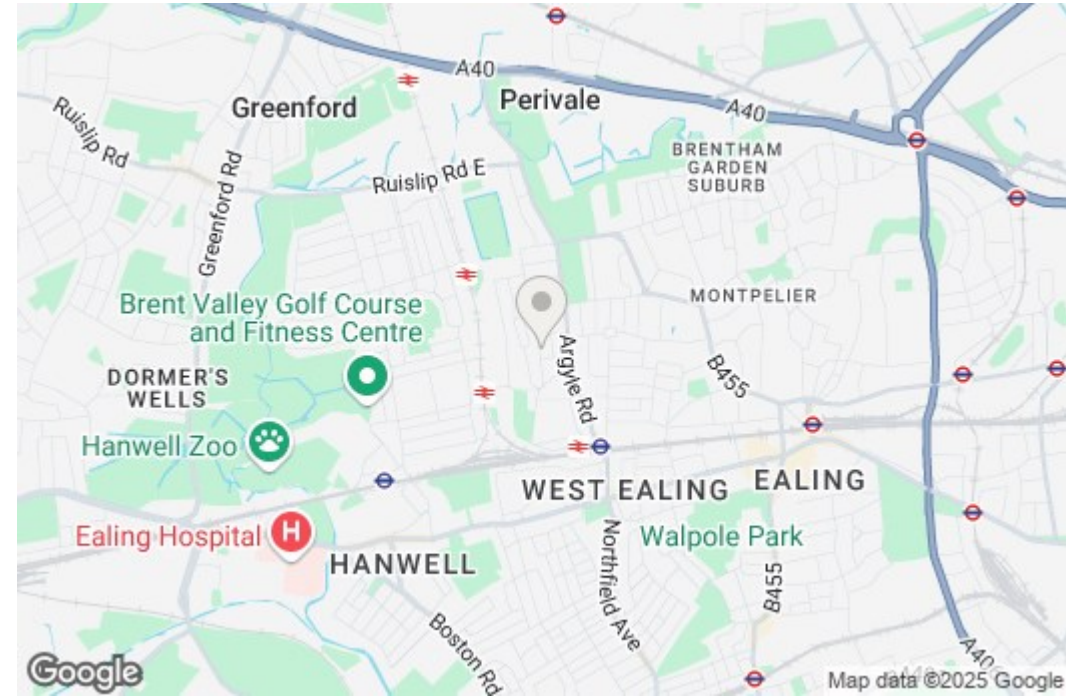 A40
Perivale
Greenford
A40
Ruislip Rd
BRENTHAM
GARDEN
SUBURB
Ruislip Rd E
Greenford Rd
Brent Valley Golf Course
and Fitness Centre
MONTPELIER
Argyle Rd
B455
DORMER'S
WELLS
Hanwell Zoo
WEST EALING
EALING
Ealing Hospital
H
Walpole Park
HANWELL
Northfield Ave
B455
Boston Rd
A406
Google
Map data ©2025 Google